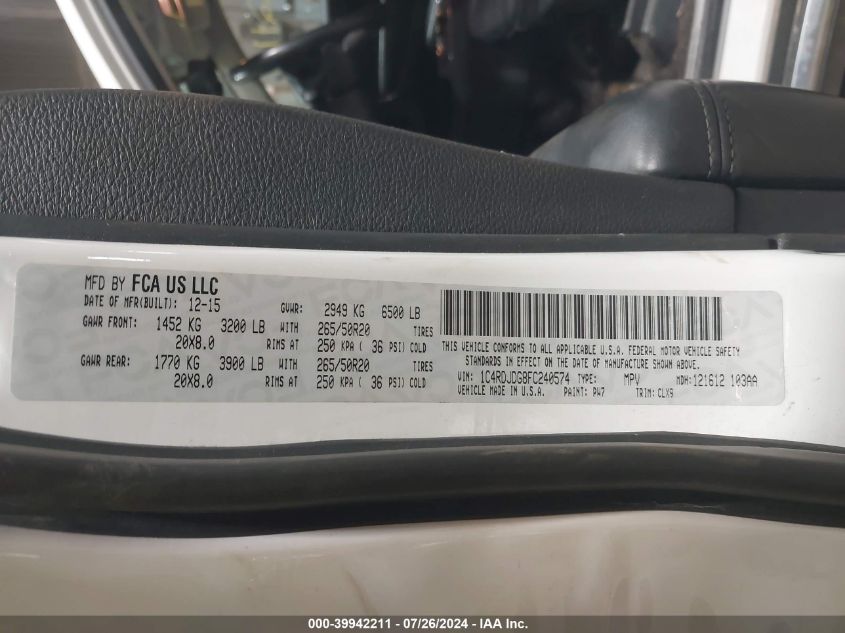 MFD BY FCA US LLC
DATE OF MFR(BUILT): 12-15 GVWR: 2949 KG 6500 LB
GAWR FRONT: 1452 KG 3200 LB WITH 265/50R20 TIRES
20X8.0 RIMS AT 250 KPA ( 36 PSI) COLD
GAWR REAR: 1770 KG 3900 LB WITH 265/50R20 TIRES
20X8.0 RIMS AT 250 KPA ( 36 PSI) COLD
THIS VEHICLE CONFORMS TO ALL APPLICABLE U.S.A. FEDERAL MOTOR VEHICLE SAFETY
STANDARDS IN EFFECT ON THE DATE OF MANUFACTURE SHOWN ABOVE.
VIN: 1C4RDJDG8FC240574 TYPE: MPV MDH: 121612 103AA
VEHICLE MADE IN U.S.A. PAINT: PW7 TRIM: CLX9
000-39942211 - 07/26/2024 - IAA Inc.